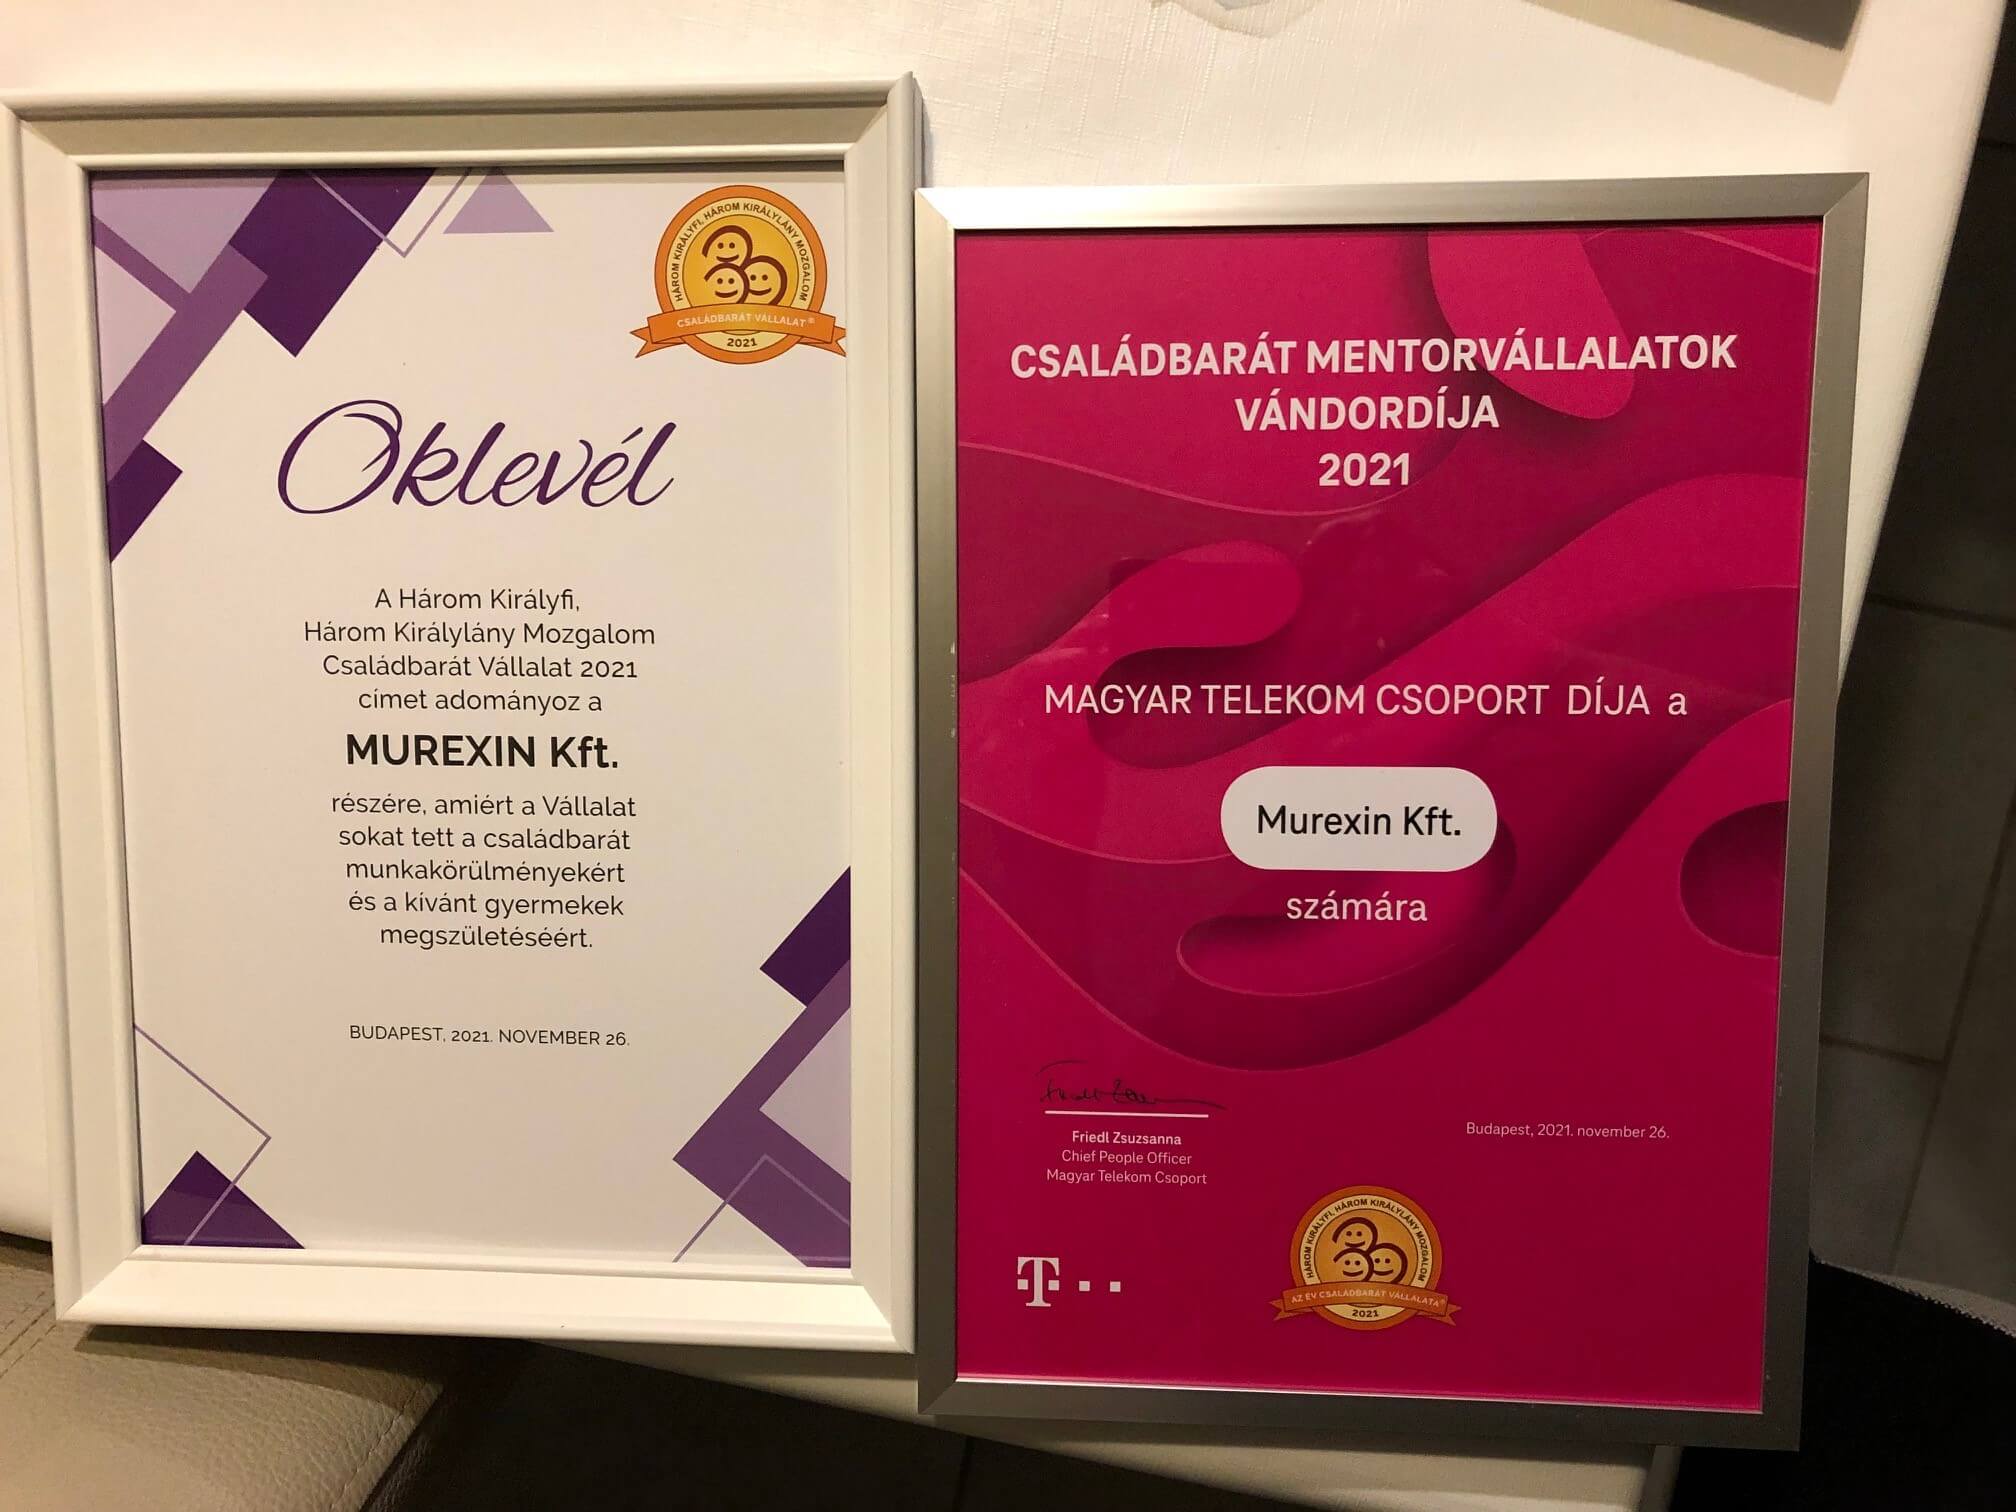 HÁROM KIRÁLYFI, HÁROM KIRÁLYLÁNY MOZGALOM
CSALÁDBARÁT VÁLLALAT®
2021
Oklevél
A Három Királyfi,
Három Királylány Mozgalom
Családbarát Vállalat 2021
címet adományoz a
MUREXIN Kft.
részére, amiért a Vállalat
sokat tett a családbarát
munkakörülményekért
és a kívánt gyermekek
megszületéséért.
BUDAPEST, 2021. NOVEMBER 26.
CSALÁDBARÁT MENTORVÁLLALATOK
VÁNDORDÍJA
2021
MAGYAR TELEKOM CSOPORT DÍJA a
Murexin Kft.
számára
Friedl Zsuzsanna
Chief People Officer
Magyar Telekom Csoport
Budapest, 2021. november 26.
T
HÁROM KIRÁLYFI, HÁROM KIRÁLYLÁNY MOZGALOM
AZ ÉV CSALÁDBARÁT VÁLLALATA®
2021